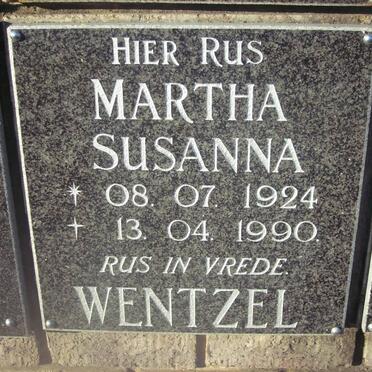 HIER RUS
MARTHA
SUSANNA
* 08. 07. 1924
+ 13. 04. 1990.
RUS IN VREDE.
WENTZEL